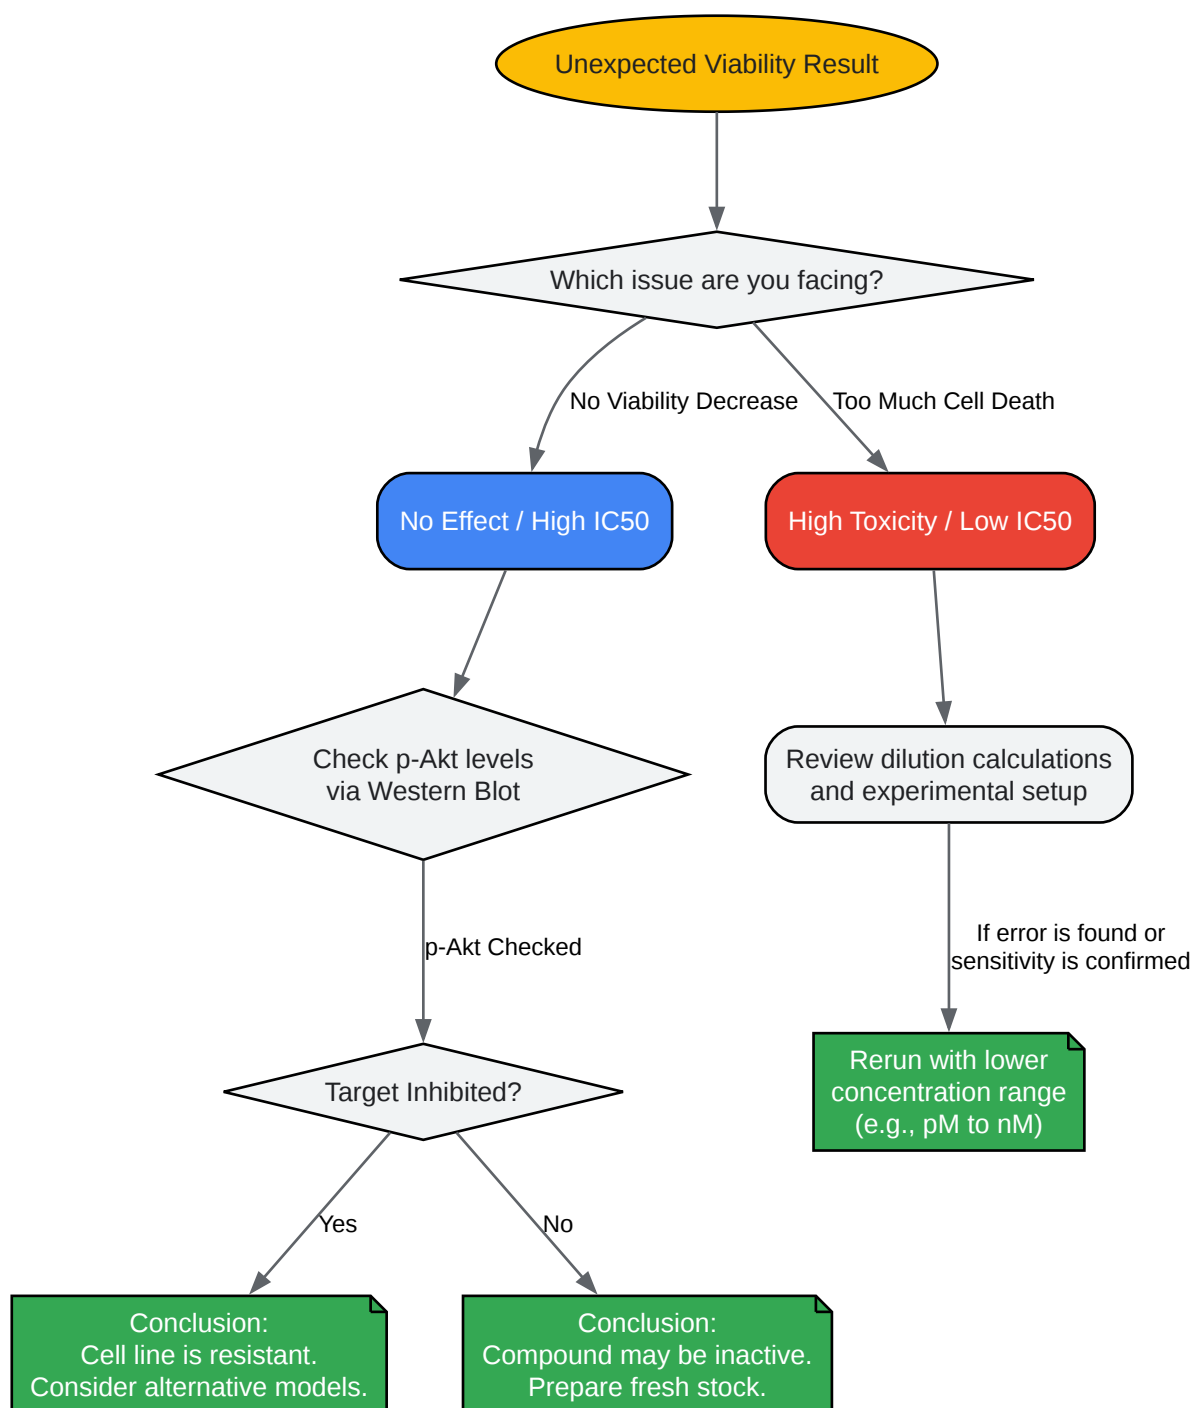 Unexpected Viability Result
Which issue are you facing?
No Viability Decrease
Too Much Cell Death
No Effect / High IC50
High Toxicity / Low IC50
Check p-Akt levels
via Western Blot
Review dilution calculations
and experimental setup
p-Akt Checked
If error is found or
sensitivity is confirmed
Target Inhibited?
Rerun with lower
concentration range
(e.g., pM to nM)
Yes
No
Conclusion:
Cell line is resistant.
Consider alternative models.
Conclusion:
Compound may be inactive.
Prepare fresh stock.